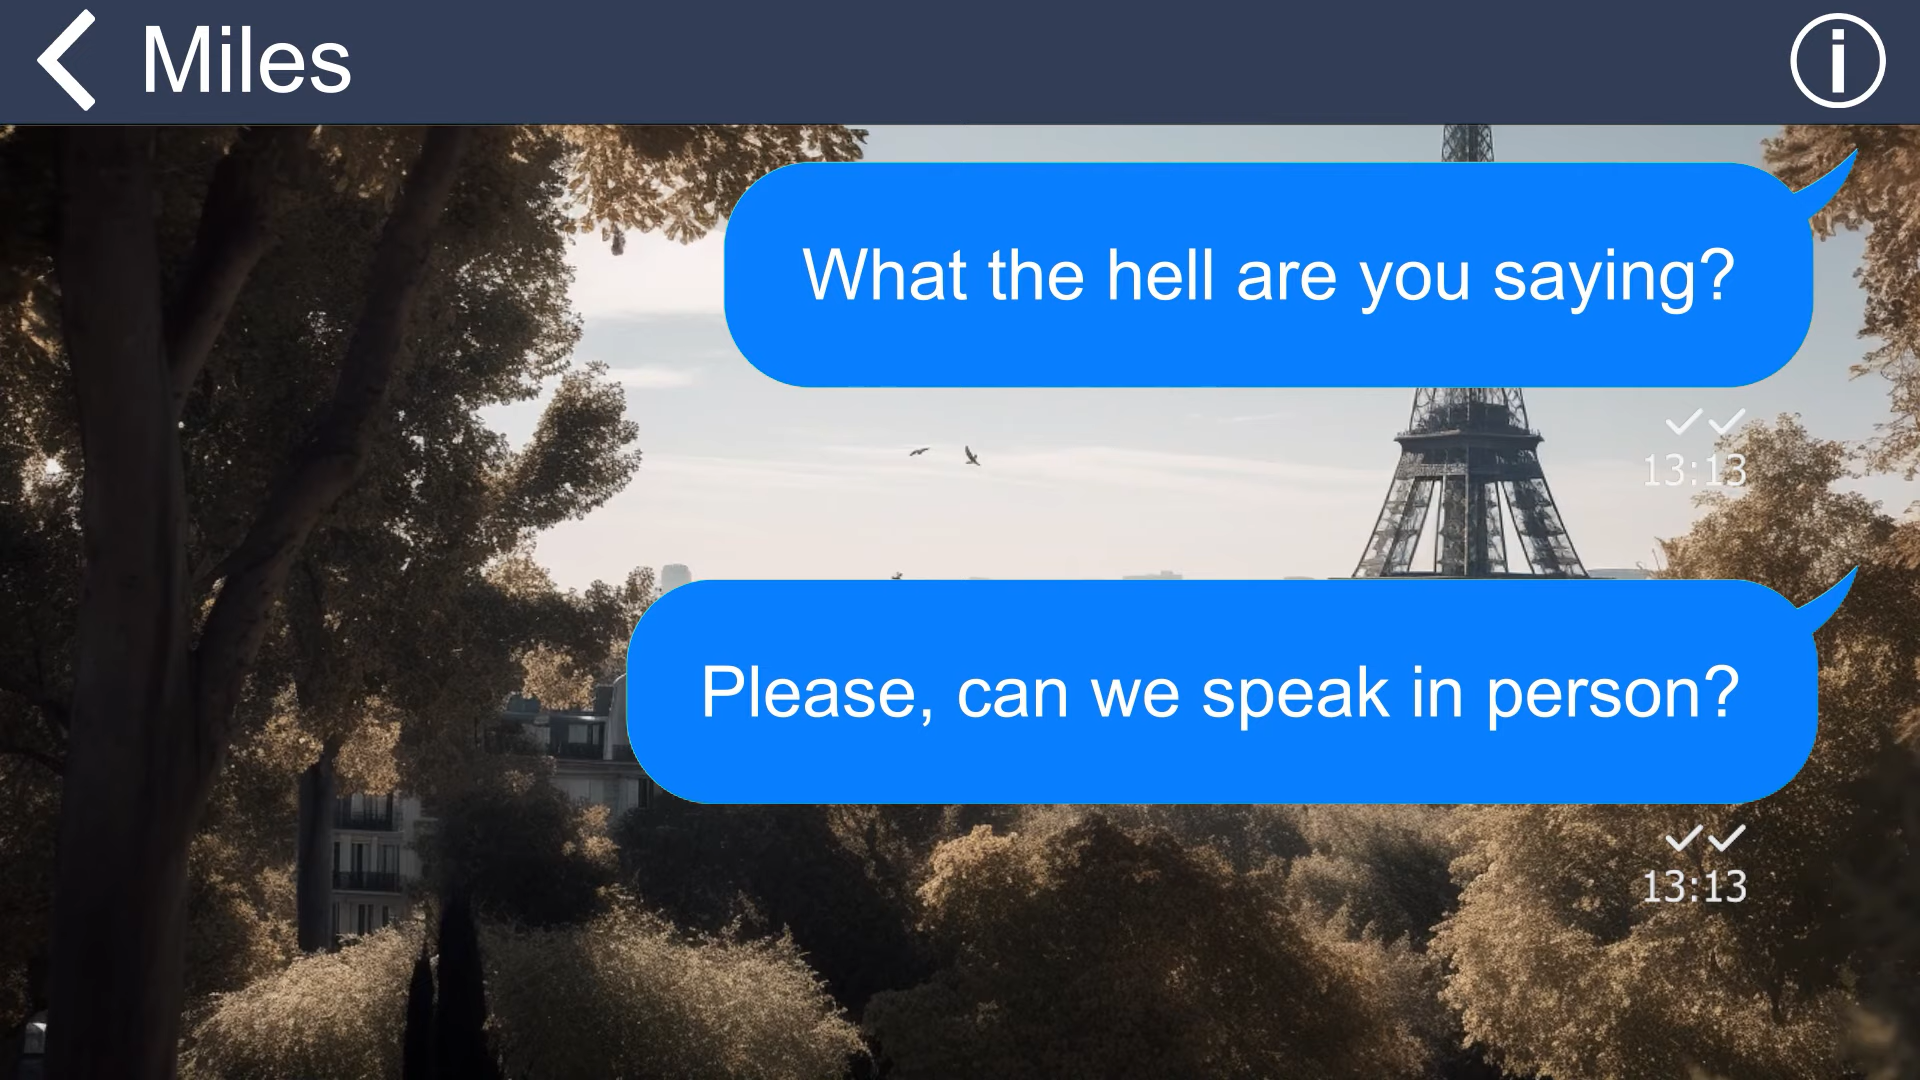 Miles
What the hell are you saying?
13:13
Please, can we speak in person?
13:13